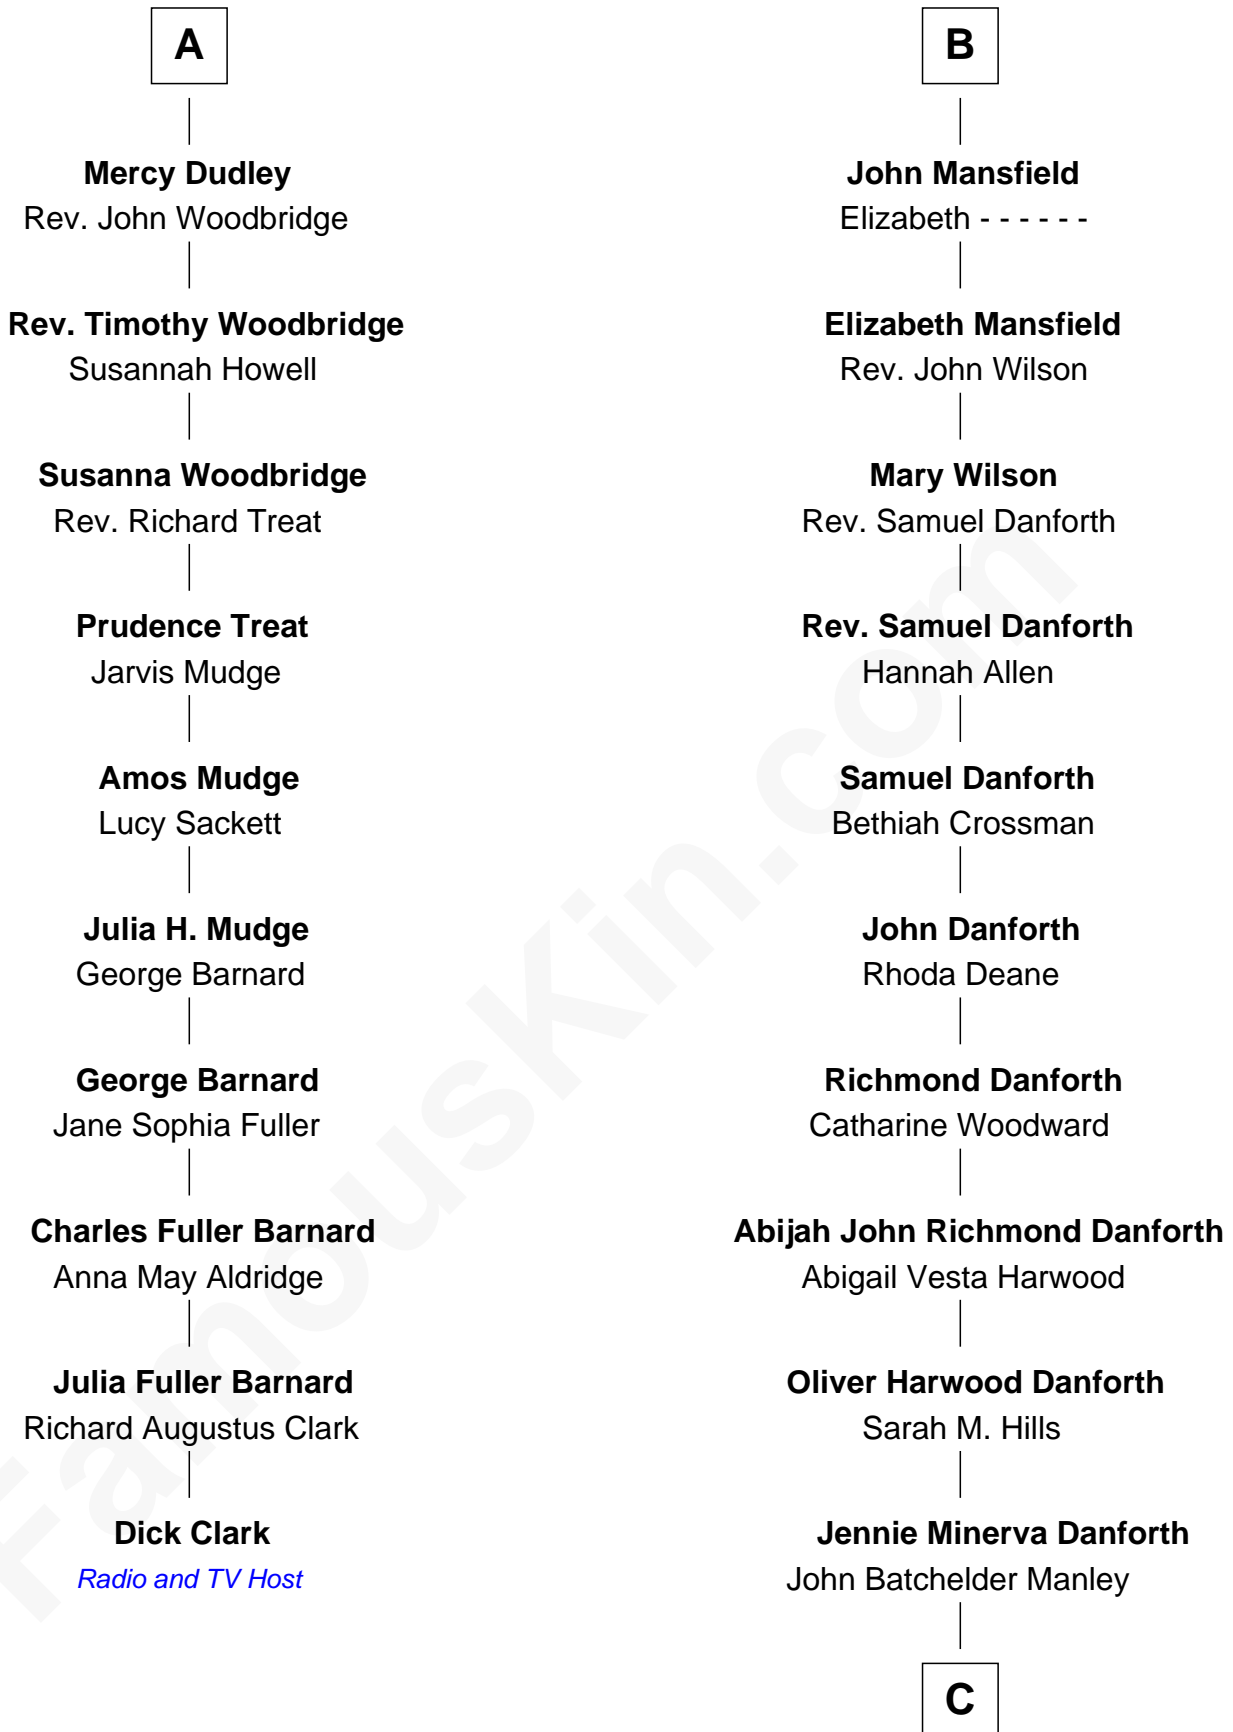 A
Mercy Dudley
Rev. John Woodbridge
Rev. Timothy Woodbridge
Susannah Howell
Susanna Woodbridge
Rev. Richard Treat
Prudence Treat
Jarvis Mudge
Amos Mudge
Lucy Sackett
Julia H. Mudge
George Barnard
George Barnard
Jane Sophia Fuller
Charles Fuller Barnard
Anna May Aldridge
Julia Fuller Barnard
Richard Augustus Clark
Dick Clark
Radio and TV Host
B
John Mansfield
Elizabeth - - - - - -
Elizabeth Mansfield
Rev. John Wilson
Mary Wilson
Rev. Samuel Danforth
Rev. Samuel Danforth
Hannah Allen
Samuel Danforth
Bethiah Crossman
John Danforth
Rhoda Deane
Richmond Danforth
Catharine Woodward
Abijah John Richmond Danforth
Abigail Vesta Harwood
Oliver Harwood Danforth
Sarah M. Hills
Jennie Minerva Danforth
John Batchelder Manley
C
FamousKin.com